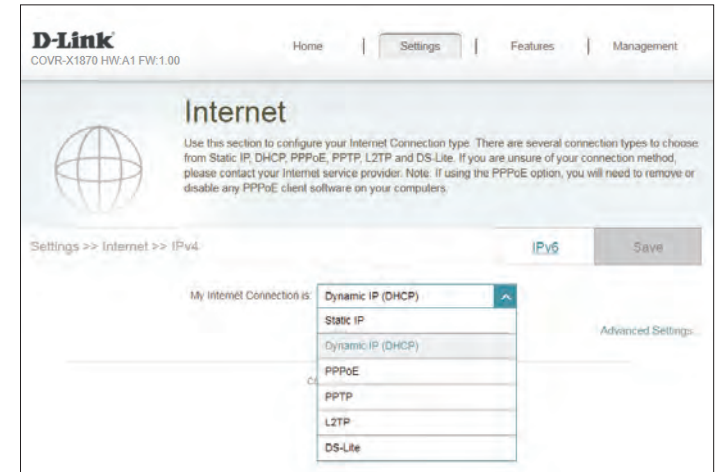 D-Link
COVR-X1870 HW:A1 FW:1.00
Home | Settings | Features | Management
Internet
Use this section to configure your Internet Connection type. There are several connection types to choose
from Static IP, DHCP, PPPoE, PPTP, L2TP and DS-Lite. If you are unsure of your connection method,
please contact your Internet service provider. Note: If using the PPPoE option, you will need to remove or
disable any PPPoE client software on your computers.
Settings >> Internet >> IPv4
IPv6
Save
My Internet Connection is: Dynamic IP (DHCP)
Static IP
Dynamic IP (DHCP)
PPPoE
PPTP
L2TP
DS-Lite
Advanced Settings...